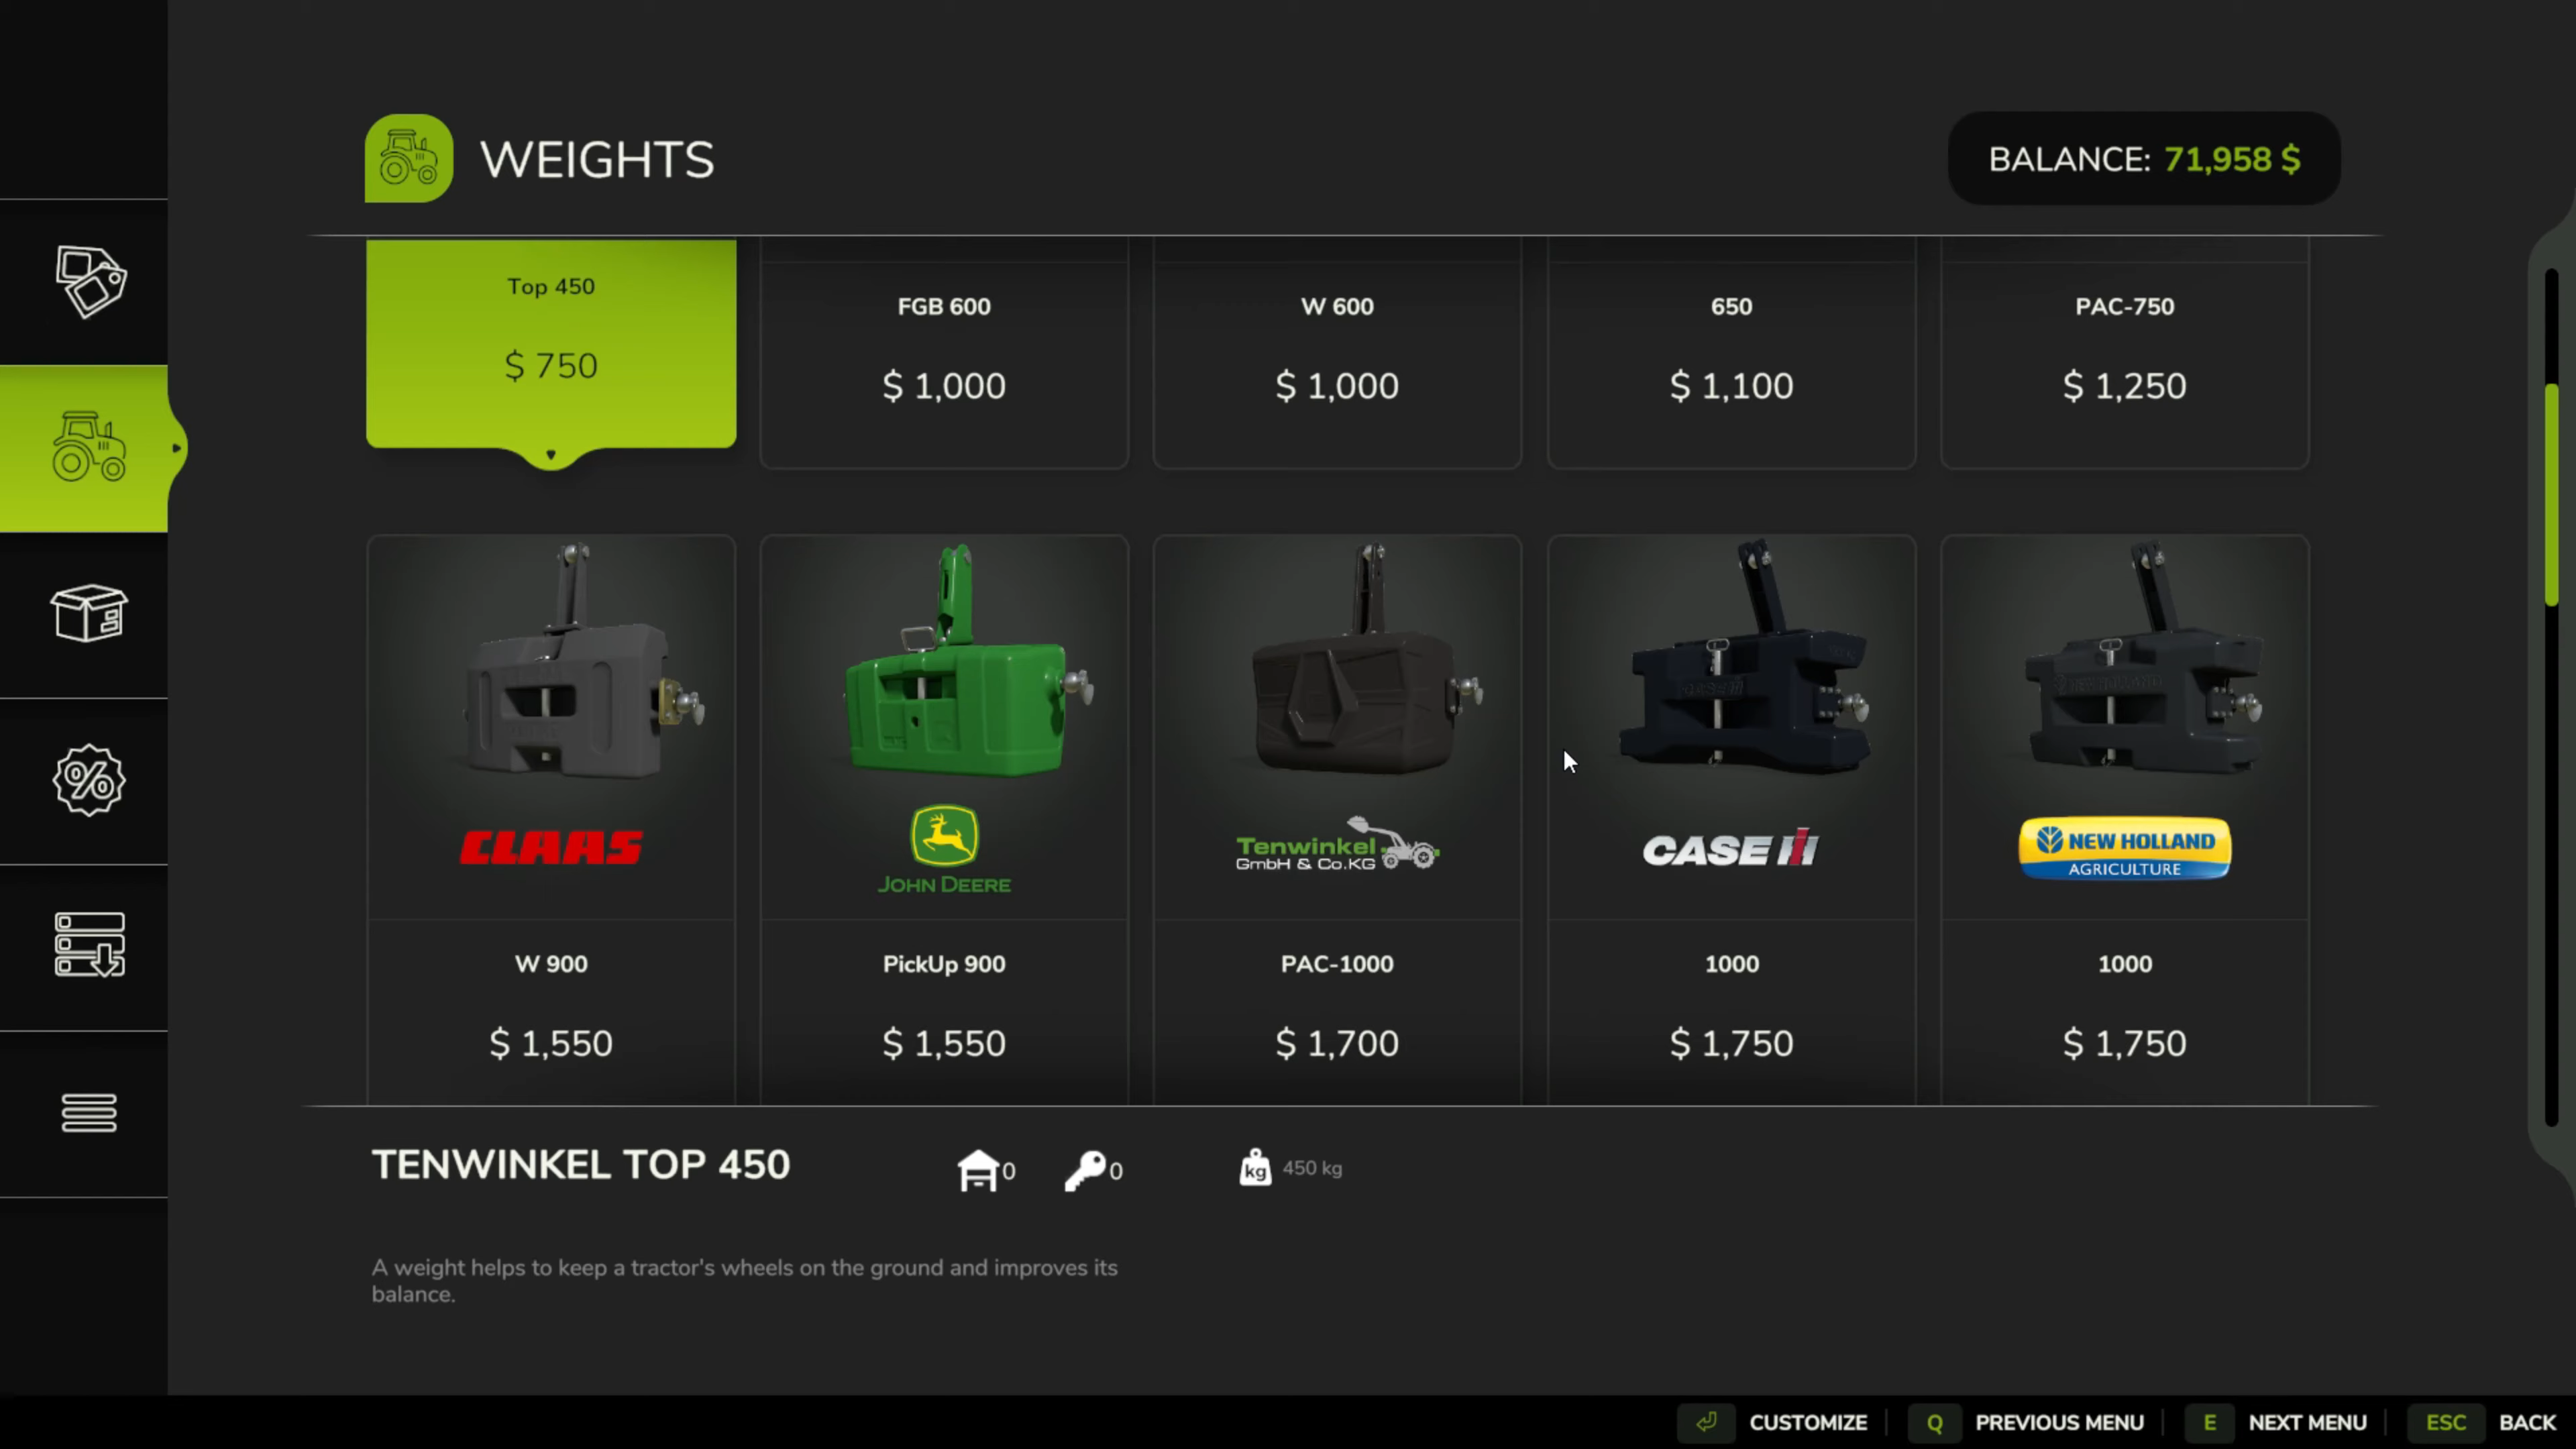 WEIGHTS
BALANCE: 71,958 $
Top 450
$ 750
FGB 600
$ 1,000
W 600
$ 1,000
650
$ 1,100
PAC-750
$ 1,250
CLAAS
W 900
$ 1,550
JOHN DEERE
PickUp 900
$ 1,550
Tenwinkel
GmbH & Co.KG
PAC-1000
$ 1,700
CASE IH
1000
$ 1,750
NEW HOLLAND
AGRICULTURE
1000
$ 1,750
TENWINKEL TOP 450
0
0
kg
450 kg
A weight helps to keep a tractor's wheels on the ground and improves its
balance.
CUSTOMIZE
Q PREVIOUS MENU
E NEXT MENU
ESC BACK